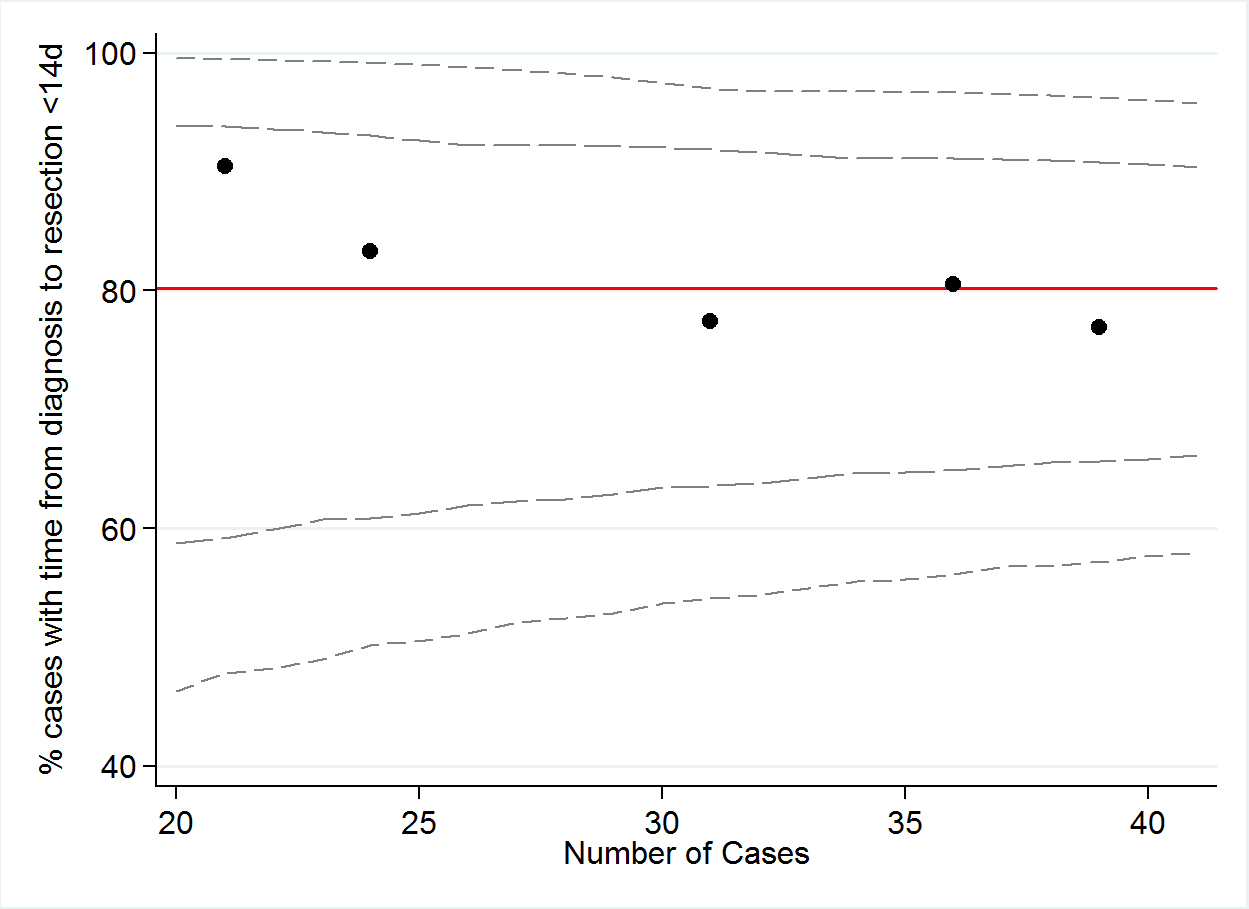 % cases with time from diagnosis to resection <14d
100
80
60
40
20 25 30 35 40
Number of Cases